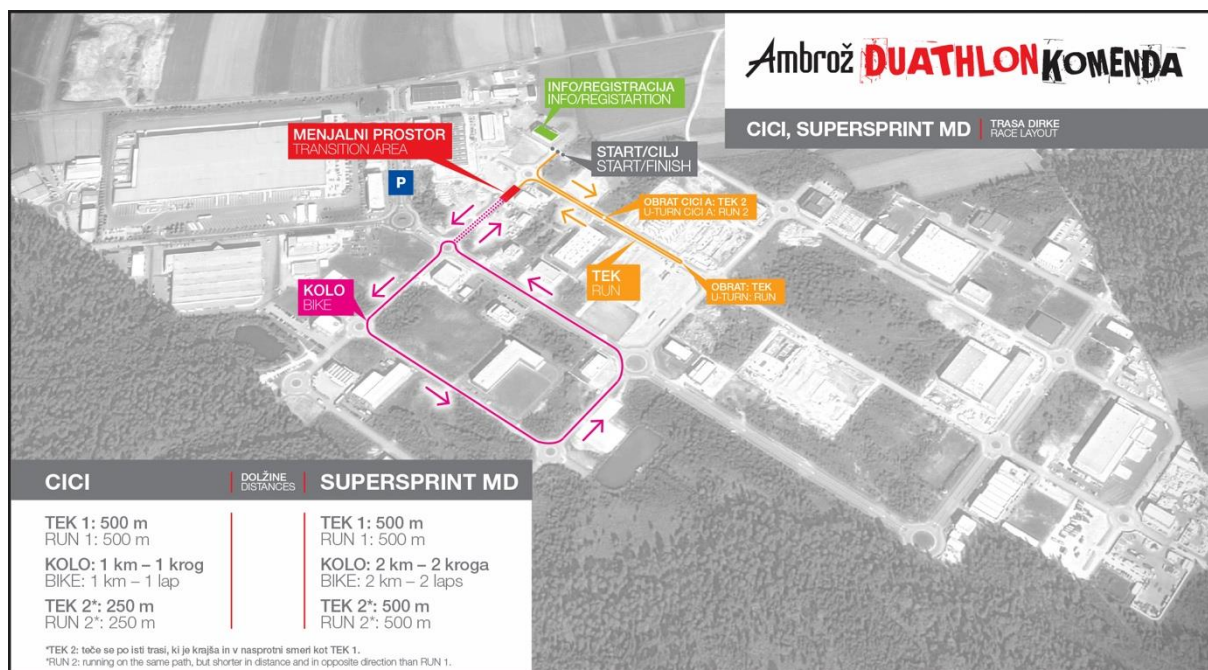 Ambrož DUATHLON KOMENDA
CICI, SUPERSPRINT MD
TRASA DIRKE
RACE LAYOUT
INFO/REGISTRACIJA
INFO/REGISTARTION
MENJALNI PROSTOR
TRANSITION AREA
START/CILJ
START/FINISH
P
OBRAT CICI A: TEK 2
U-TURN CICI A: RUN 2
TEK
RUN
OBRAT: TEK
U-TURN: RUN
KOLO
BIKE
CICI
DOLŽINE
DISTANCES
SUPERSPRINT MD
TEK 1: 500 m
RUN 1: 500 m
KOLO: 1 km – 1 krog
BIKE: 1 km – 1 lap
TEK 2*: 250 m
RUN 2*: 250 m
TEK 1: 500 m
RUN 1: 500 m
KOLO: 2 km – 2 kroga
BIKE: 2 km – 2 laps
TEK 2*: 500 m
RUN 2*: 500 m
*TEK 2: teče se po isti trasi, ki je krajša in v nasprotni smeri kot TEK 1.
*RUN 2: running on the same path, but shorter in distance and in opposite direction than RUN 1.